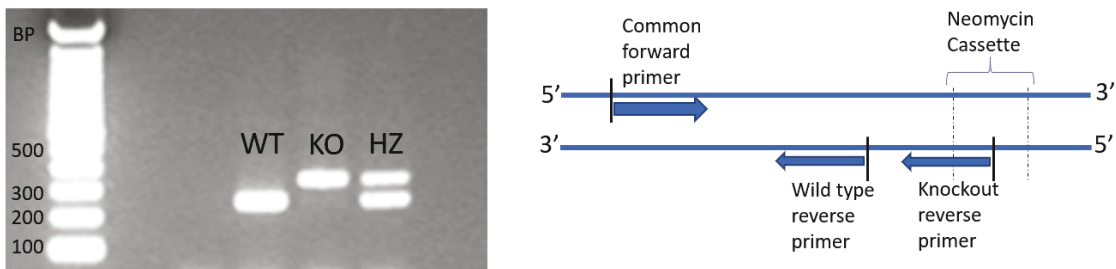 BP
500
300
200
100
WT KO HZ
Common
forward
primer
Neomycin
Cassette
5′ 3′
3′ 5′
Wild type
reverse
primer
Knockout
reverse
primer